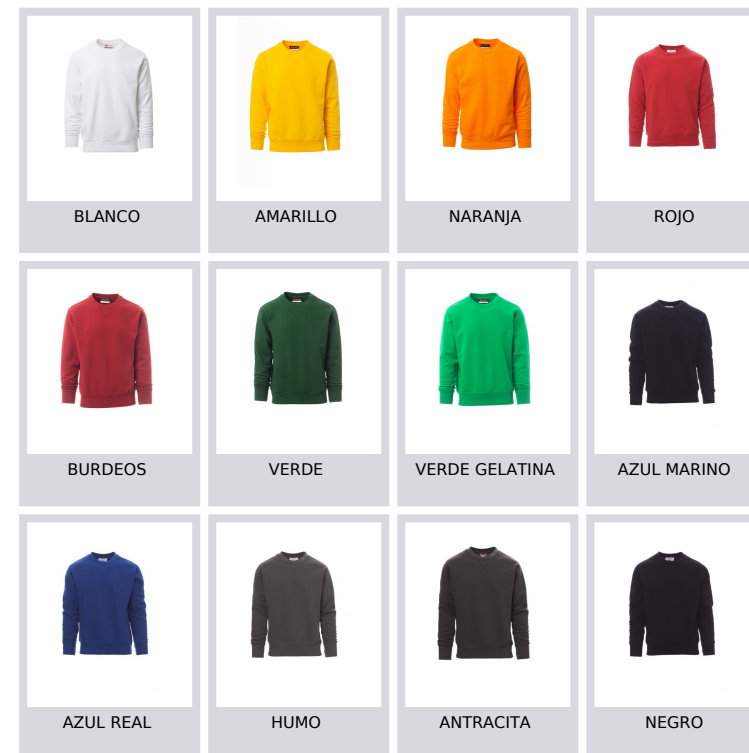 BLANCO
AMARILLO
NARANJA
ROJO
BURDEOS
VERDE
VERDE GELATINA
AZUL MARINO
AZUL REAL
HUMO
ANTRACITA
NEGRO